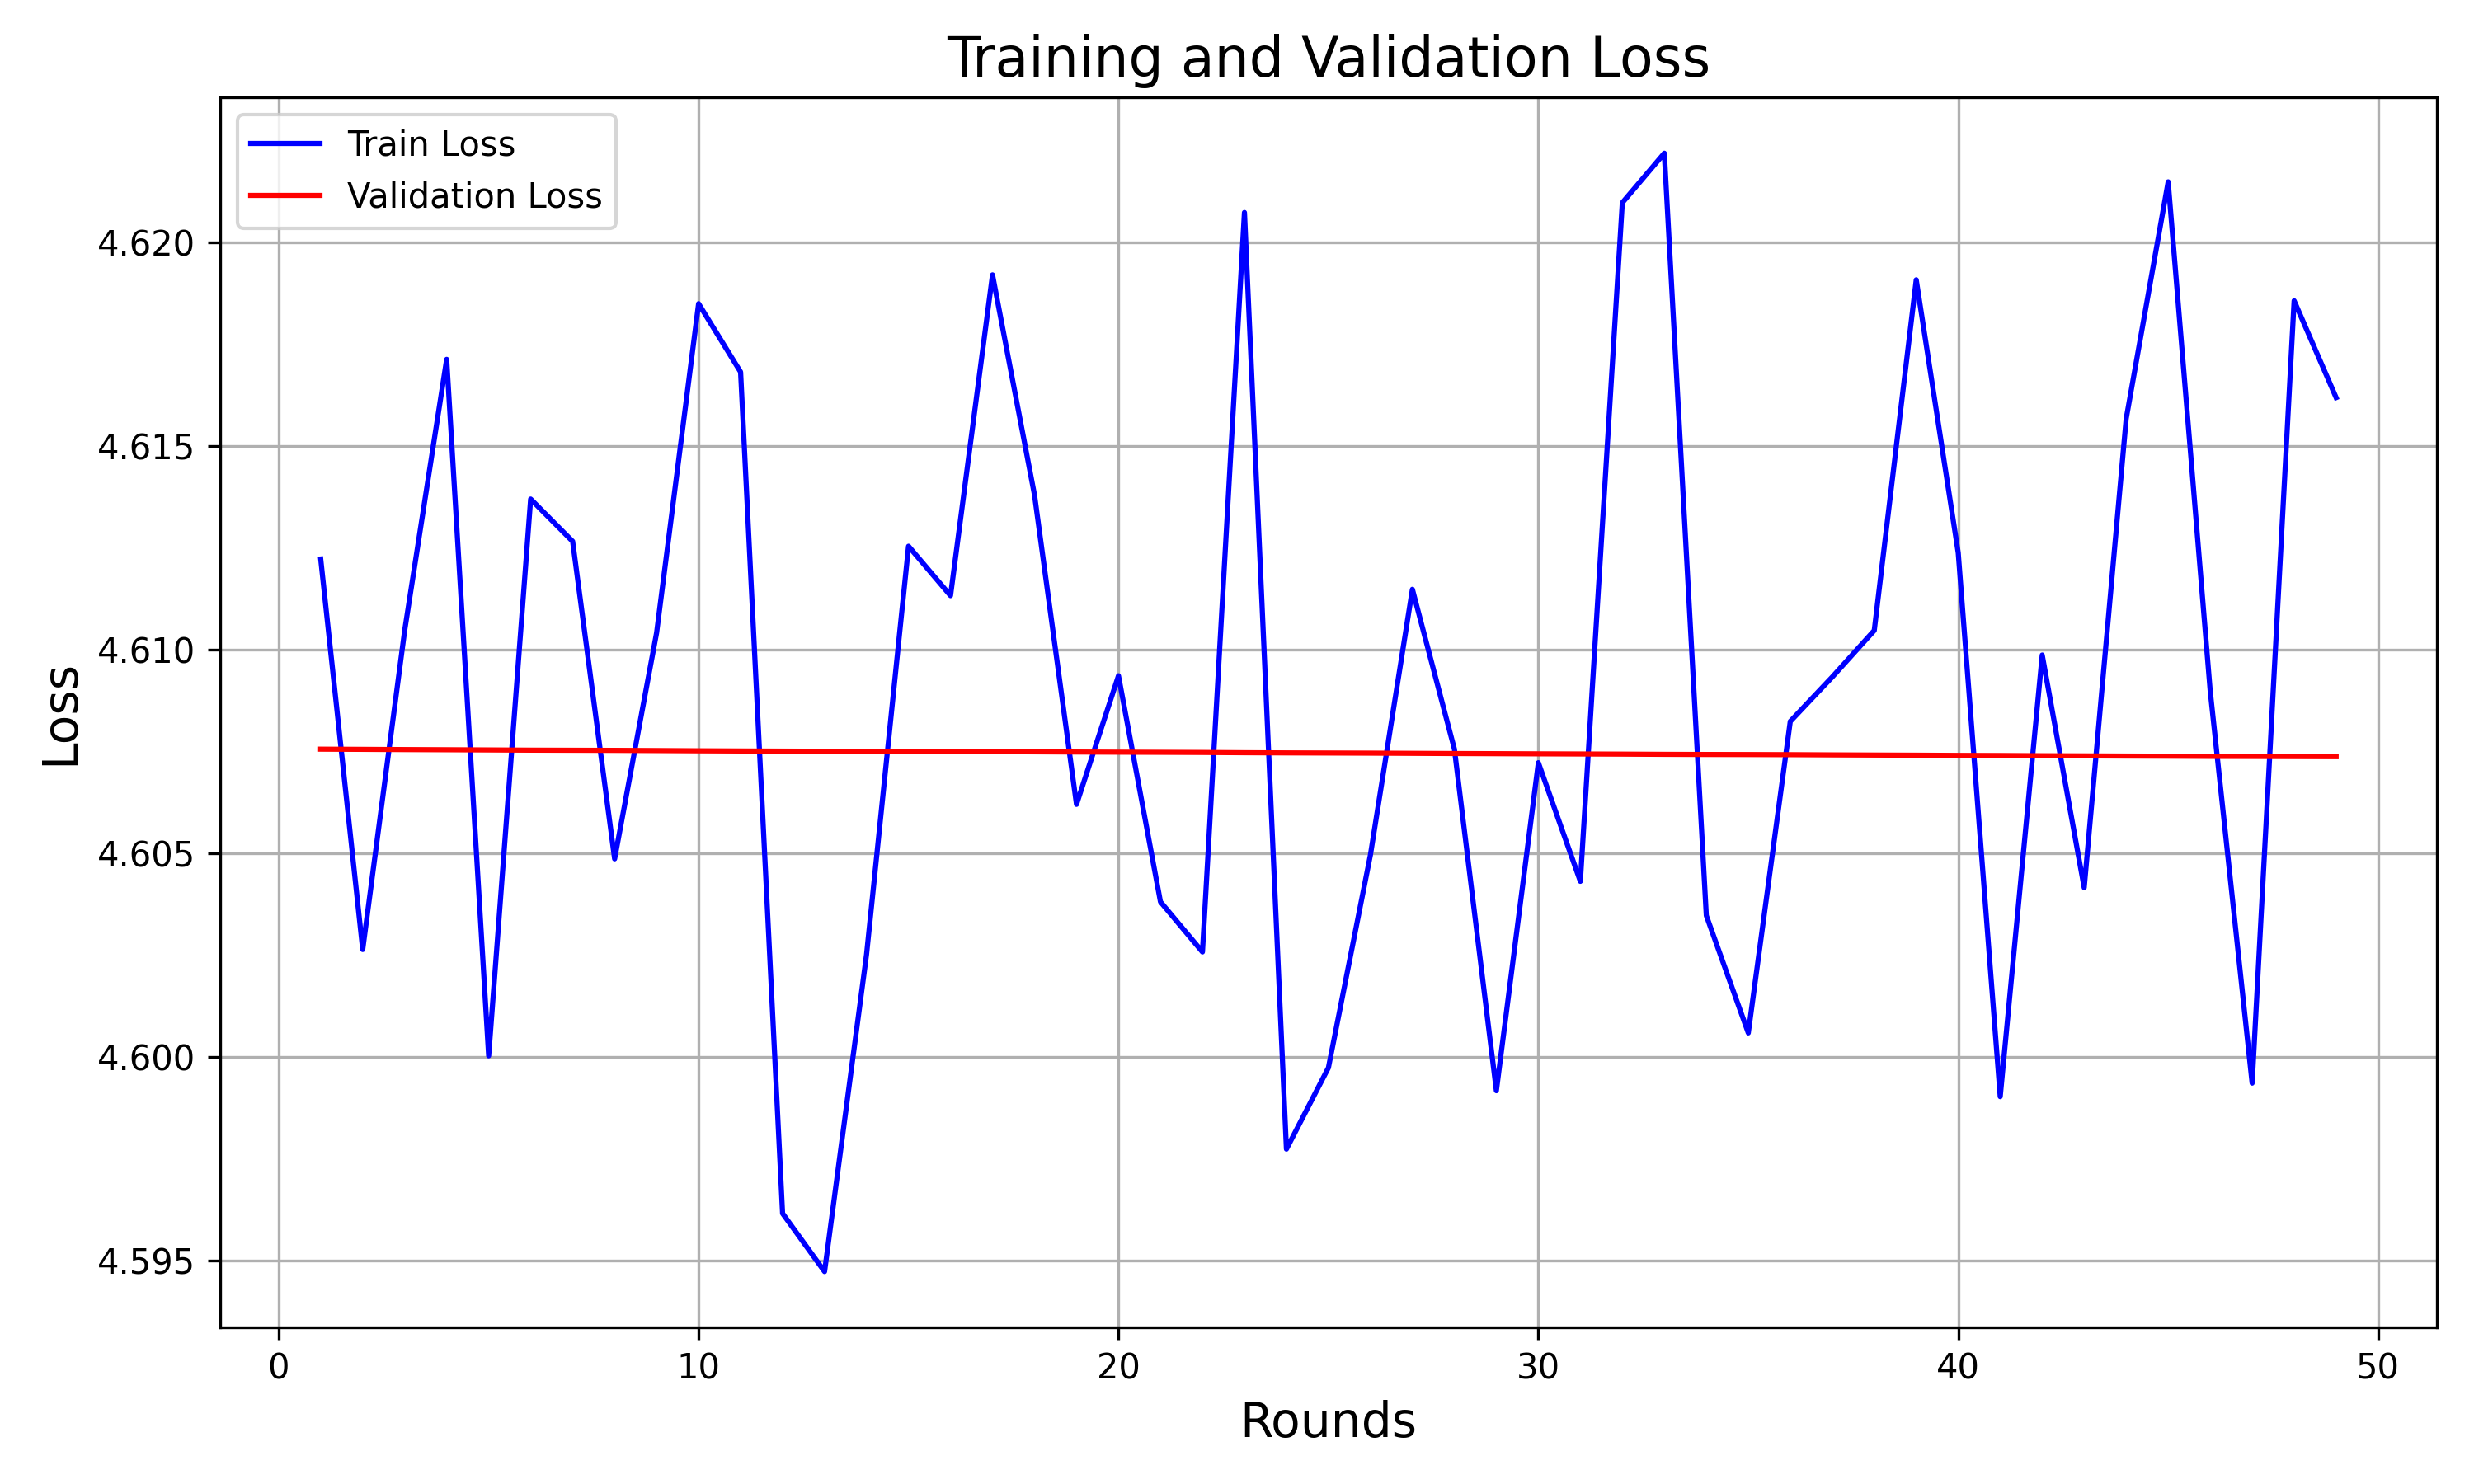 Training and Validation Loss
Train Loss
Validation Loss
4.620
4.615
4.610
4.605
4.600
4.595
Loss
0 10 20 30 40 50
Rounds